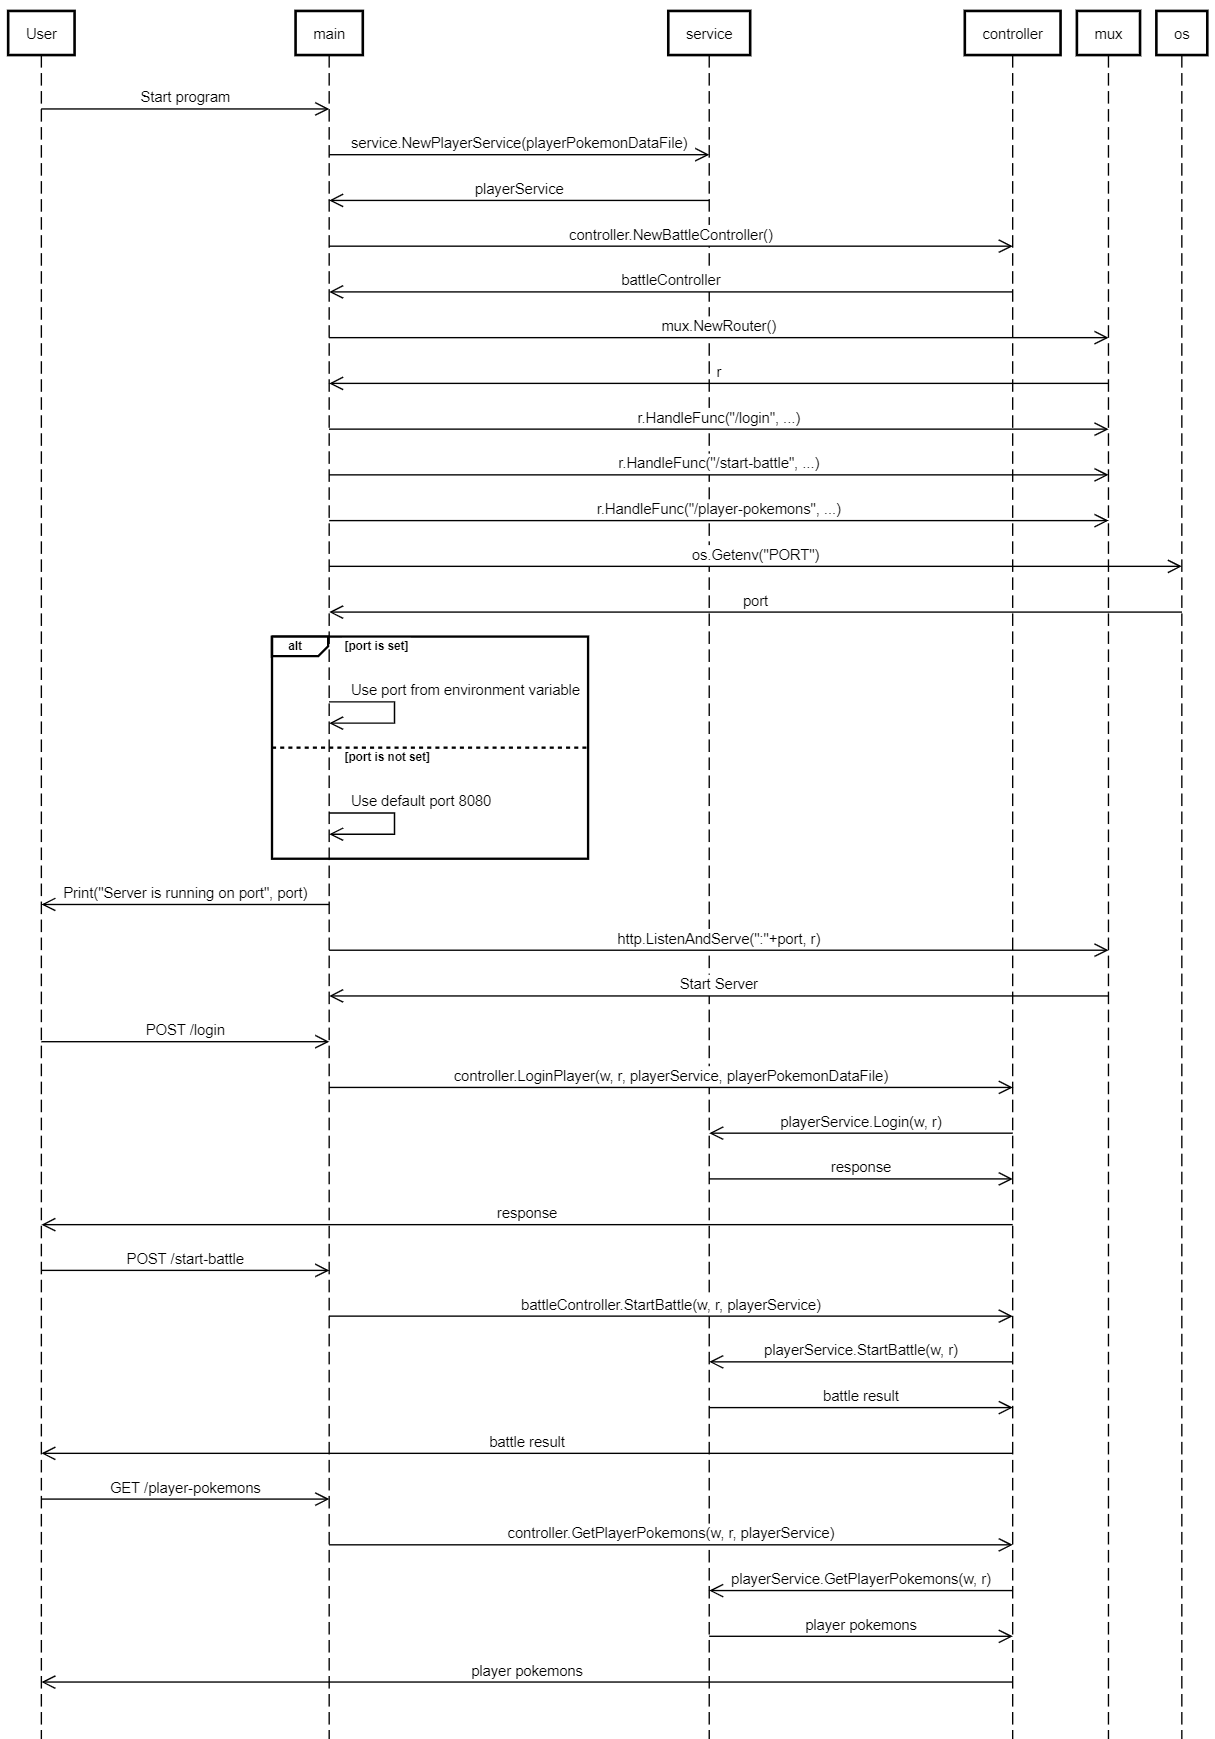 User
main
service
controller
mux
os
Start program
service.NewPlayerService(playerPokemonDataFile)
playerService
controller.NewBattleController()
battleController
mux.NewRouter()
r
r.HandleFunc("/login", ...)
r.HandleFunc("/start-battle", ...)
r.HandleFunc("/player-pokemons", ...)
os.Getenv("PORT")
port
alt
[port is set]
Use port from environment variable
[port is not set]
Use default port 8080
Print("Server is running on port", port)
http.ListenAndServe(":"+port, r)
Start Server
POST /login
controller.LoginPlayer(w, r, playerService, playerPokemonDataFile)
playerService.Login(w, r)
response
response
POST /start-battle
battleController.StartBattle(w, r, playerService)
playerService.StartBattle(w, r)
battle result
battle result
GET /player-pokemons
controller.GetPlayerPokemons(w, r, playerService)
playerService.GetPlayerPokemons(w, r)
player pokemons
player pokemons